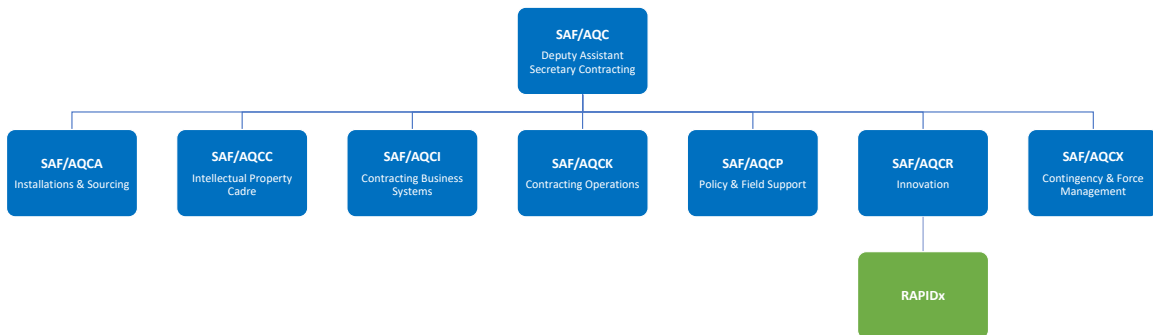 SAF/AQC
Deputy Assistant
Secretary Contracting
SAF/AQCA
Installations & Sourcing
SAF/AQCC
Intellectual Property
Cadre
SAF/AQCI
Contracting Business
Systems
SAF/AQCK
Contracting Operations
SAF/AQCP
Policy & Field Support
SAF/AQCR
Innovation
SAF/AQCX
Contingency & Force
Management
RAPIDx